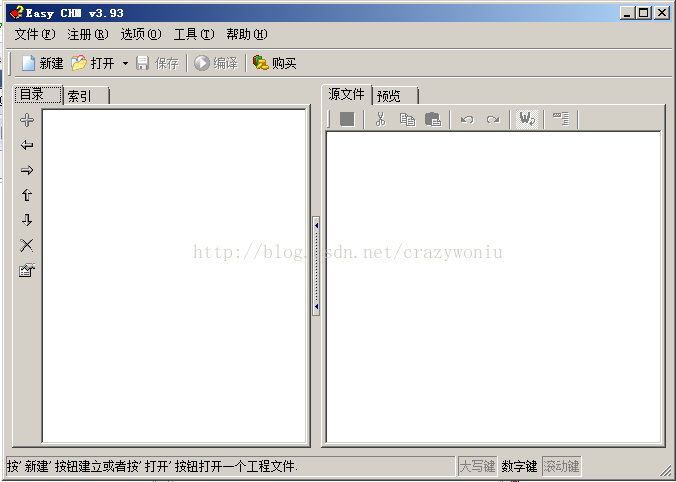 Easy CHM v3.93
文件(F) 注册(R) 选项(O) 工具(T) 帮助(H)
新建 打开 保存 编译 购买
目录 索引 源文件 预览
http://blog.csdn.net/crazywoniu
按'新建'按钮建立或者按'打开'按钮打开一个工程文件. 大写键 数字键 滚动键